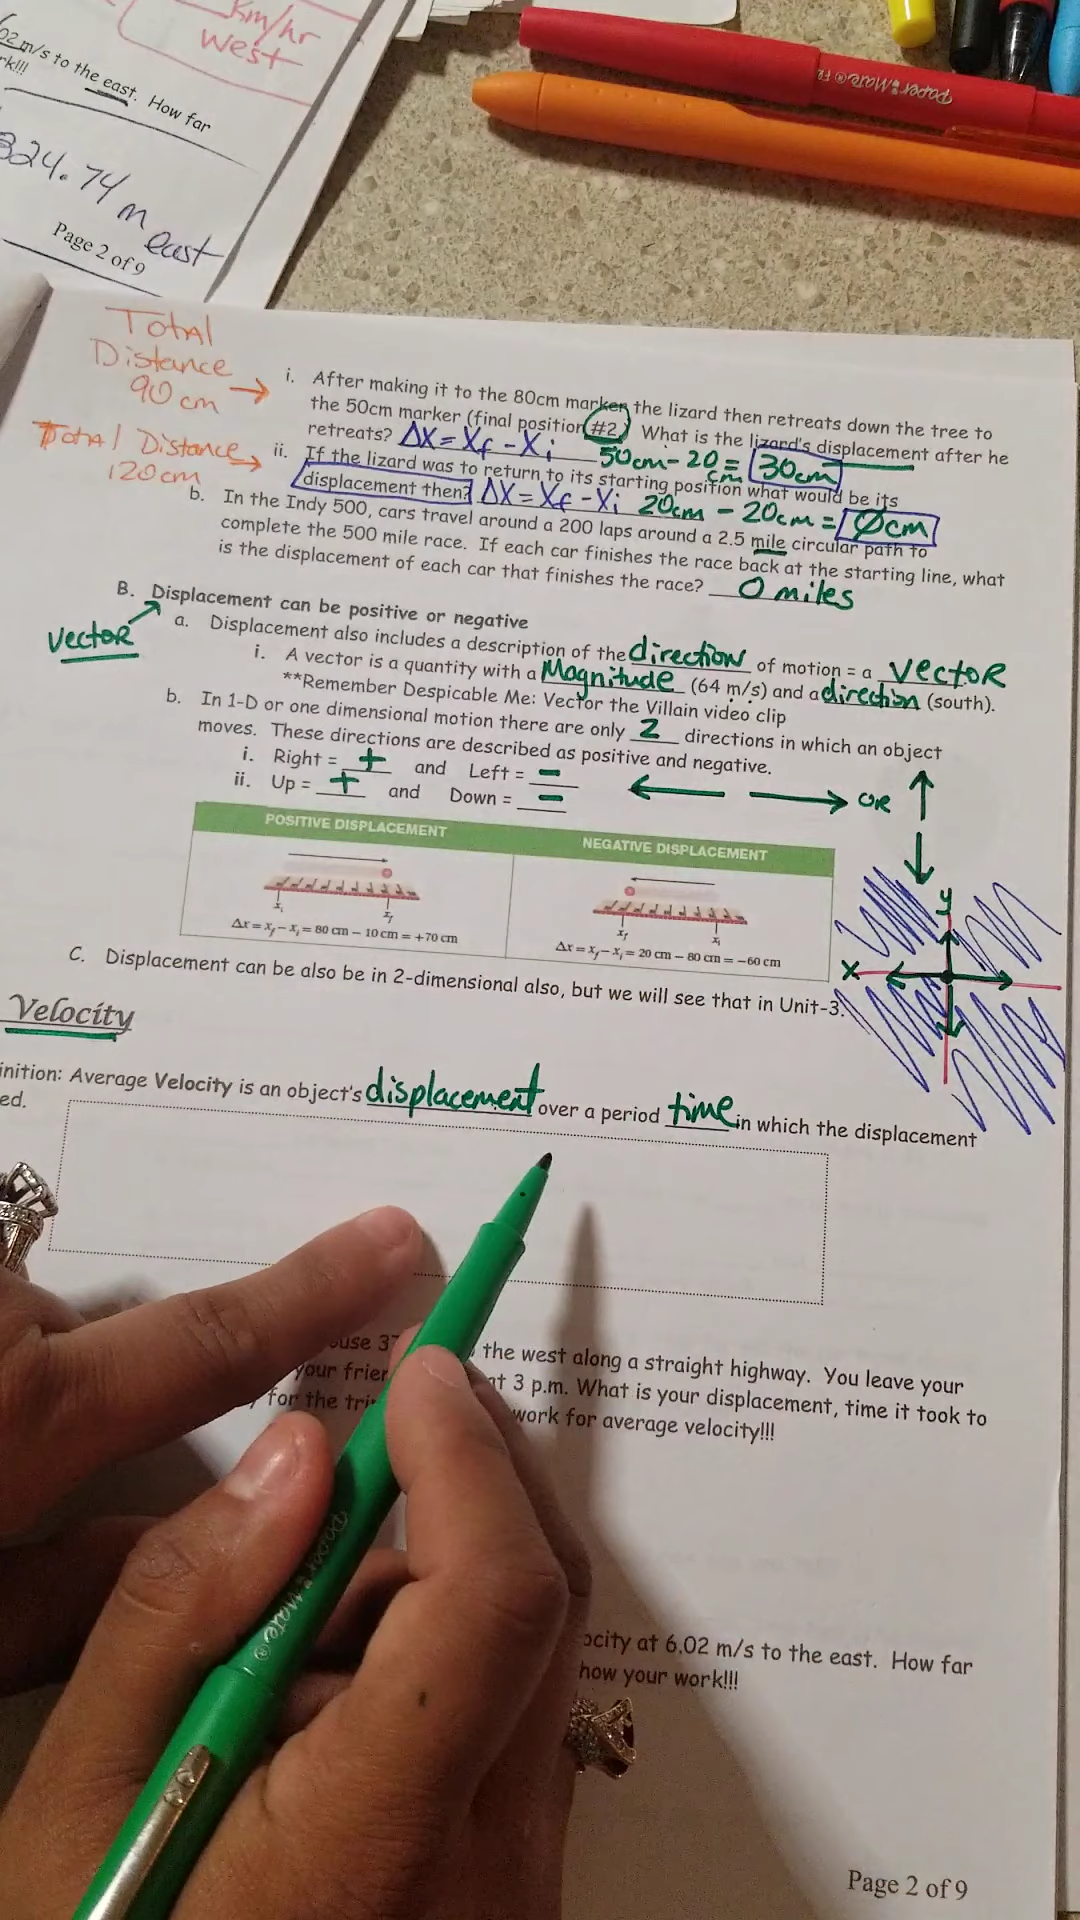 Km/hr
West
02 m/s to the east. How far
rk!!!
324.74 m
east
Page 2 of 9
Paper Mate
Total
Distance
90 cm →
i. After making it to the 80cm marker the lizard then retreats down the tree to
the 50cm marker (final position #2) What is the lizard's displacement after he
retreats? ΔX = Xf - Xi 50cm - 20 cm = 30cm
Total Distance →
120cm
ii. If the lizard was to return to its starting position what would be its
displacement then? ΔX = Xf - Xi 20cm - 20cm = 0cm
b. In the Indy 500, cars travel around a 200 laps around a 2.5 mile circular path to
complete the 500 mile race. If each car finishes the race back at the starting line, what
is the displacement of each car that finishes the race? 0 miles
B. Displacement can be positive or negative
vector
a. Displacement also includes a description of the direction of motion = a vector
i. A vector is a quantity with a Magnitude (64 m/s) and a direction (south).
**Remember Despicable Me: Vector the Villain video clip
b. In 1-D or one dimensional motion there are only 2 directions in which an object
moves. These directions are described as positive and negative.
i. Right = + and Left = -
ii. Up = + and Down = -
← → OR ↑ ↓
POSITIVE DISPLACEMENT NEGATIVE DISPLACEMENT
xi xf xf xi
Δx = xf - xi = 80 cm - 10 cm = +70 cm Δx = xf - xi = 20 cm - 80 cm = -60 cm
y
x
C. Displacement can be also be in 2-dimensional also, but we will see that in Unit-3.
Velocity
inition: Average Velocity is an object's displacement over a period time in which the displacement
ed.
ouse 37 the west along a straight highway. You leave your
your frien at 3 p.m. What is your displacement, time it took to
for the tri work for average velocity!!!
Paper Mate
ocity at 6.02 m/s to the east. How far
how your work!!!
Page 2 of 9